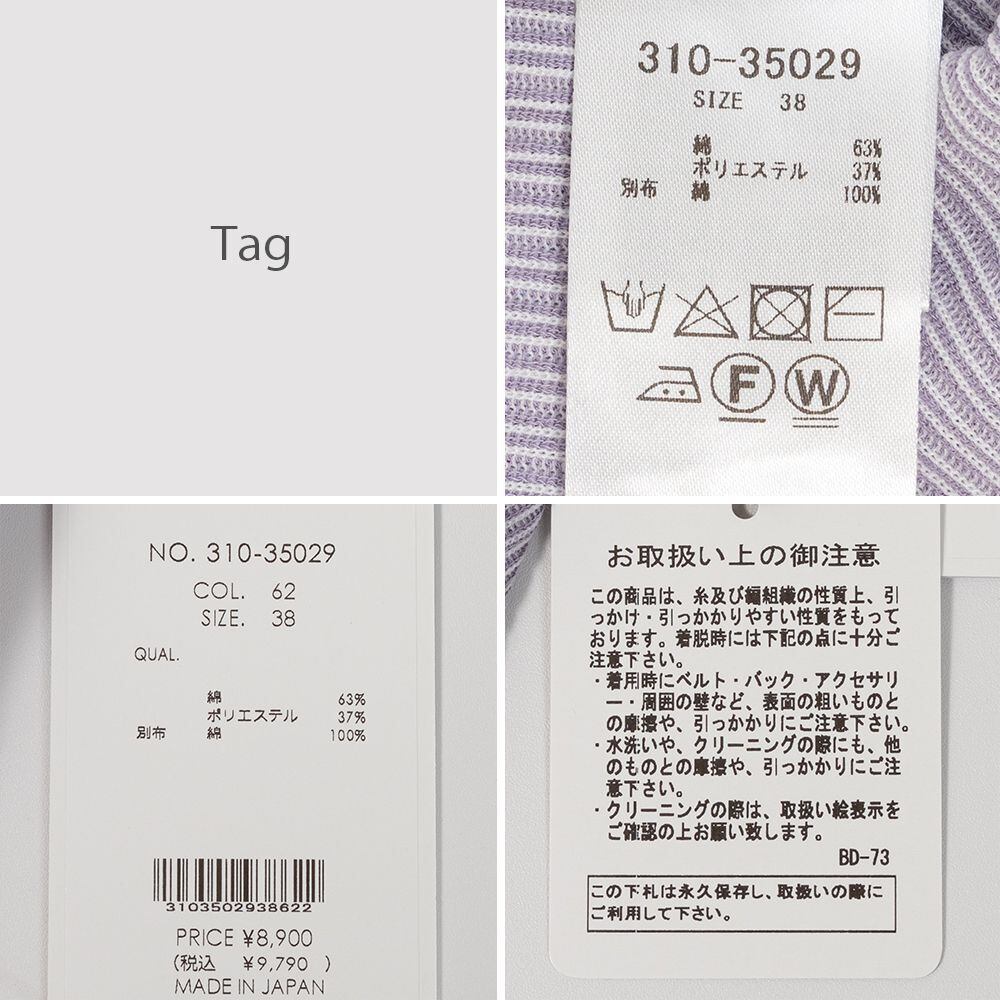 Tag
310-35029
SIZE 38
綿 63%
ポリエステル 37%
別布 綿 100%
F W
NO. 310-35029
COL. 62
SIZE. 38
QUAL.
綿 63%
ポリエステル 37%
別布 綿 100%
3103502938622
PRICE ¥8,900
(税込 ¥9,790 )
MADE IN JAPAN
お取扱い上の御注意
この商品は、糸及び編組織の性質上、引
っかけ・引っかかりやすい性質をもって
おります。着脱時には下記の点に十分ご
注意下さい。
・着用時にベルト・バック・アクセサリ
ー・周囲の壁など、表面の粗いものと
の摩擦や、引っかかりにご注意下さい。
・水洗いや、クリーニングの際にも、他
のものとの摩擦や、引っかかりにご注
意下さい。
・クリーニングの際は、取扱い絵表示を
ご確認の上お願い致します。
BD-73
この下札は永久保存し、取扱いの際に
ご利用して下さい。